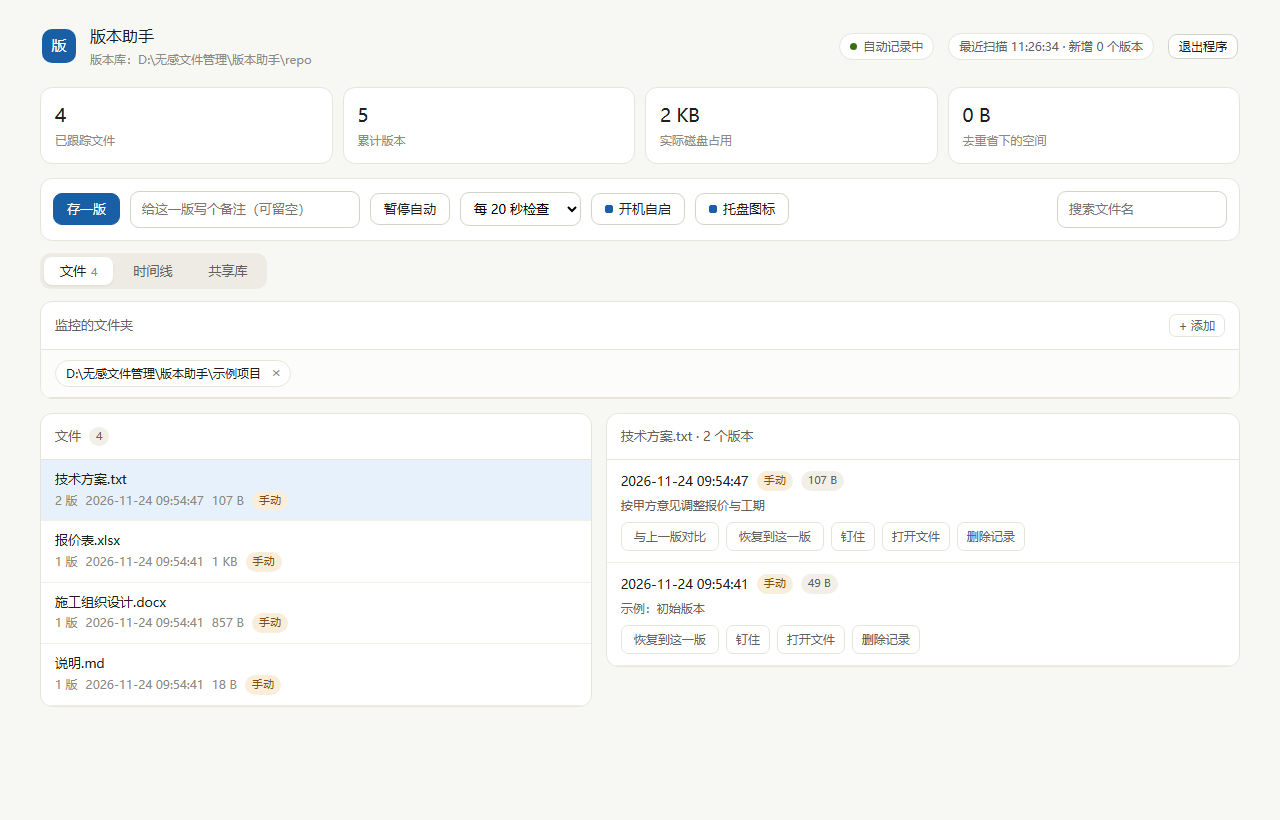 版
版本助手
版本库：D:\无感文件管理\版本助手\repo
自动记录中
最近扫描 11:26:34 · 新增 0 个版本
退出程序
4
已跟踪文件
5
累计版本
2 KB
实际磁盘占用
0 B
去重省下的空间
存一版
给这一版写个备注（可留空）
暂停自动
每 20 秒检查
开机自启
托盘图标
搜索文件名
文件 4
时间线
共享库
监控的文件夹
+ 添加
D:\无感文件管理\版本助手\示例项目 ×
文件 4
技术方案.txt
2 版 2026-11-24 09:54:47 107 B 手动
报价表.xlsx
1 版 2026-11-24 09:54:41 1 KB 手动
施工组织设计.docx
1 版 2026-11-24 09:54:41 857 B 手动
说明.md
1 版 2026-11-24 09:54:41 18 B 手动
技术方案.txt · 2 个版本
2026-11-24 09:54:47 手动 107 B
按甲方意见调整报价与工期
与上一版对比 恢复到这一版 钉住 打开文件 删除记录
2026-11-24 09:54:41 手动 49 B
示例：初始版本
恢复到这一版 钉住 打开文件 删除记录